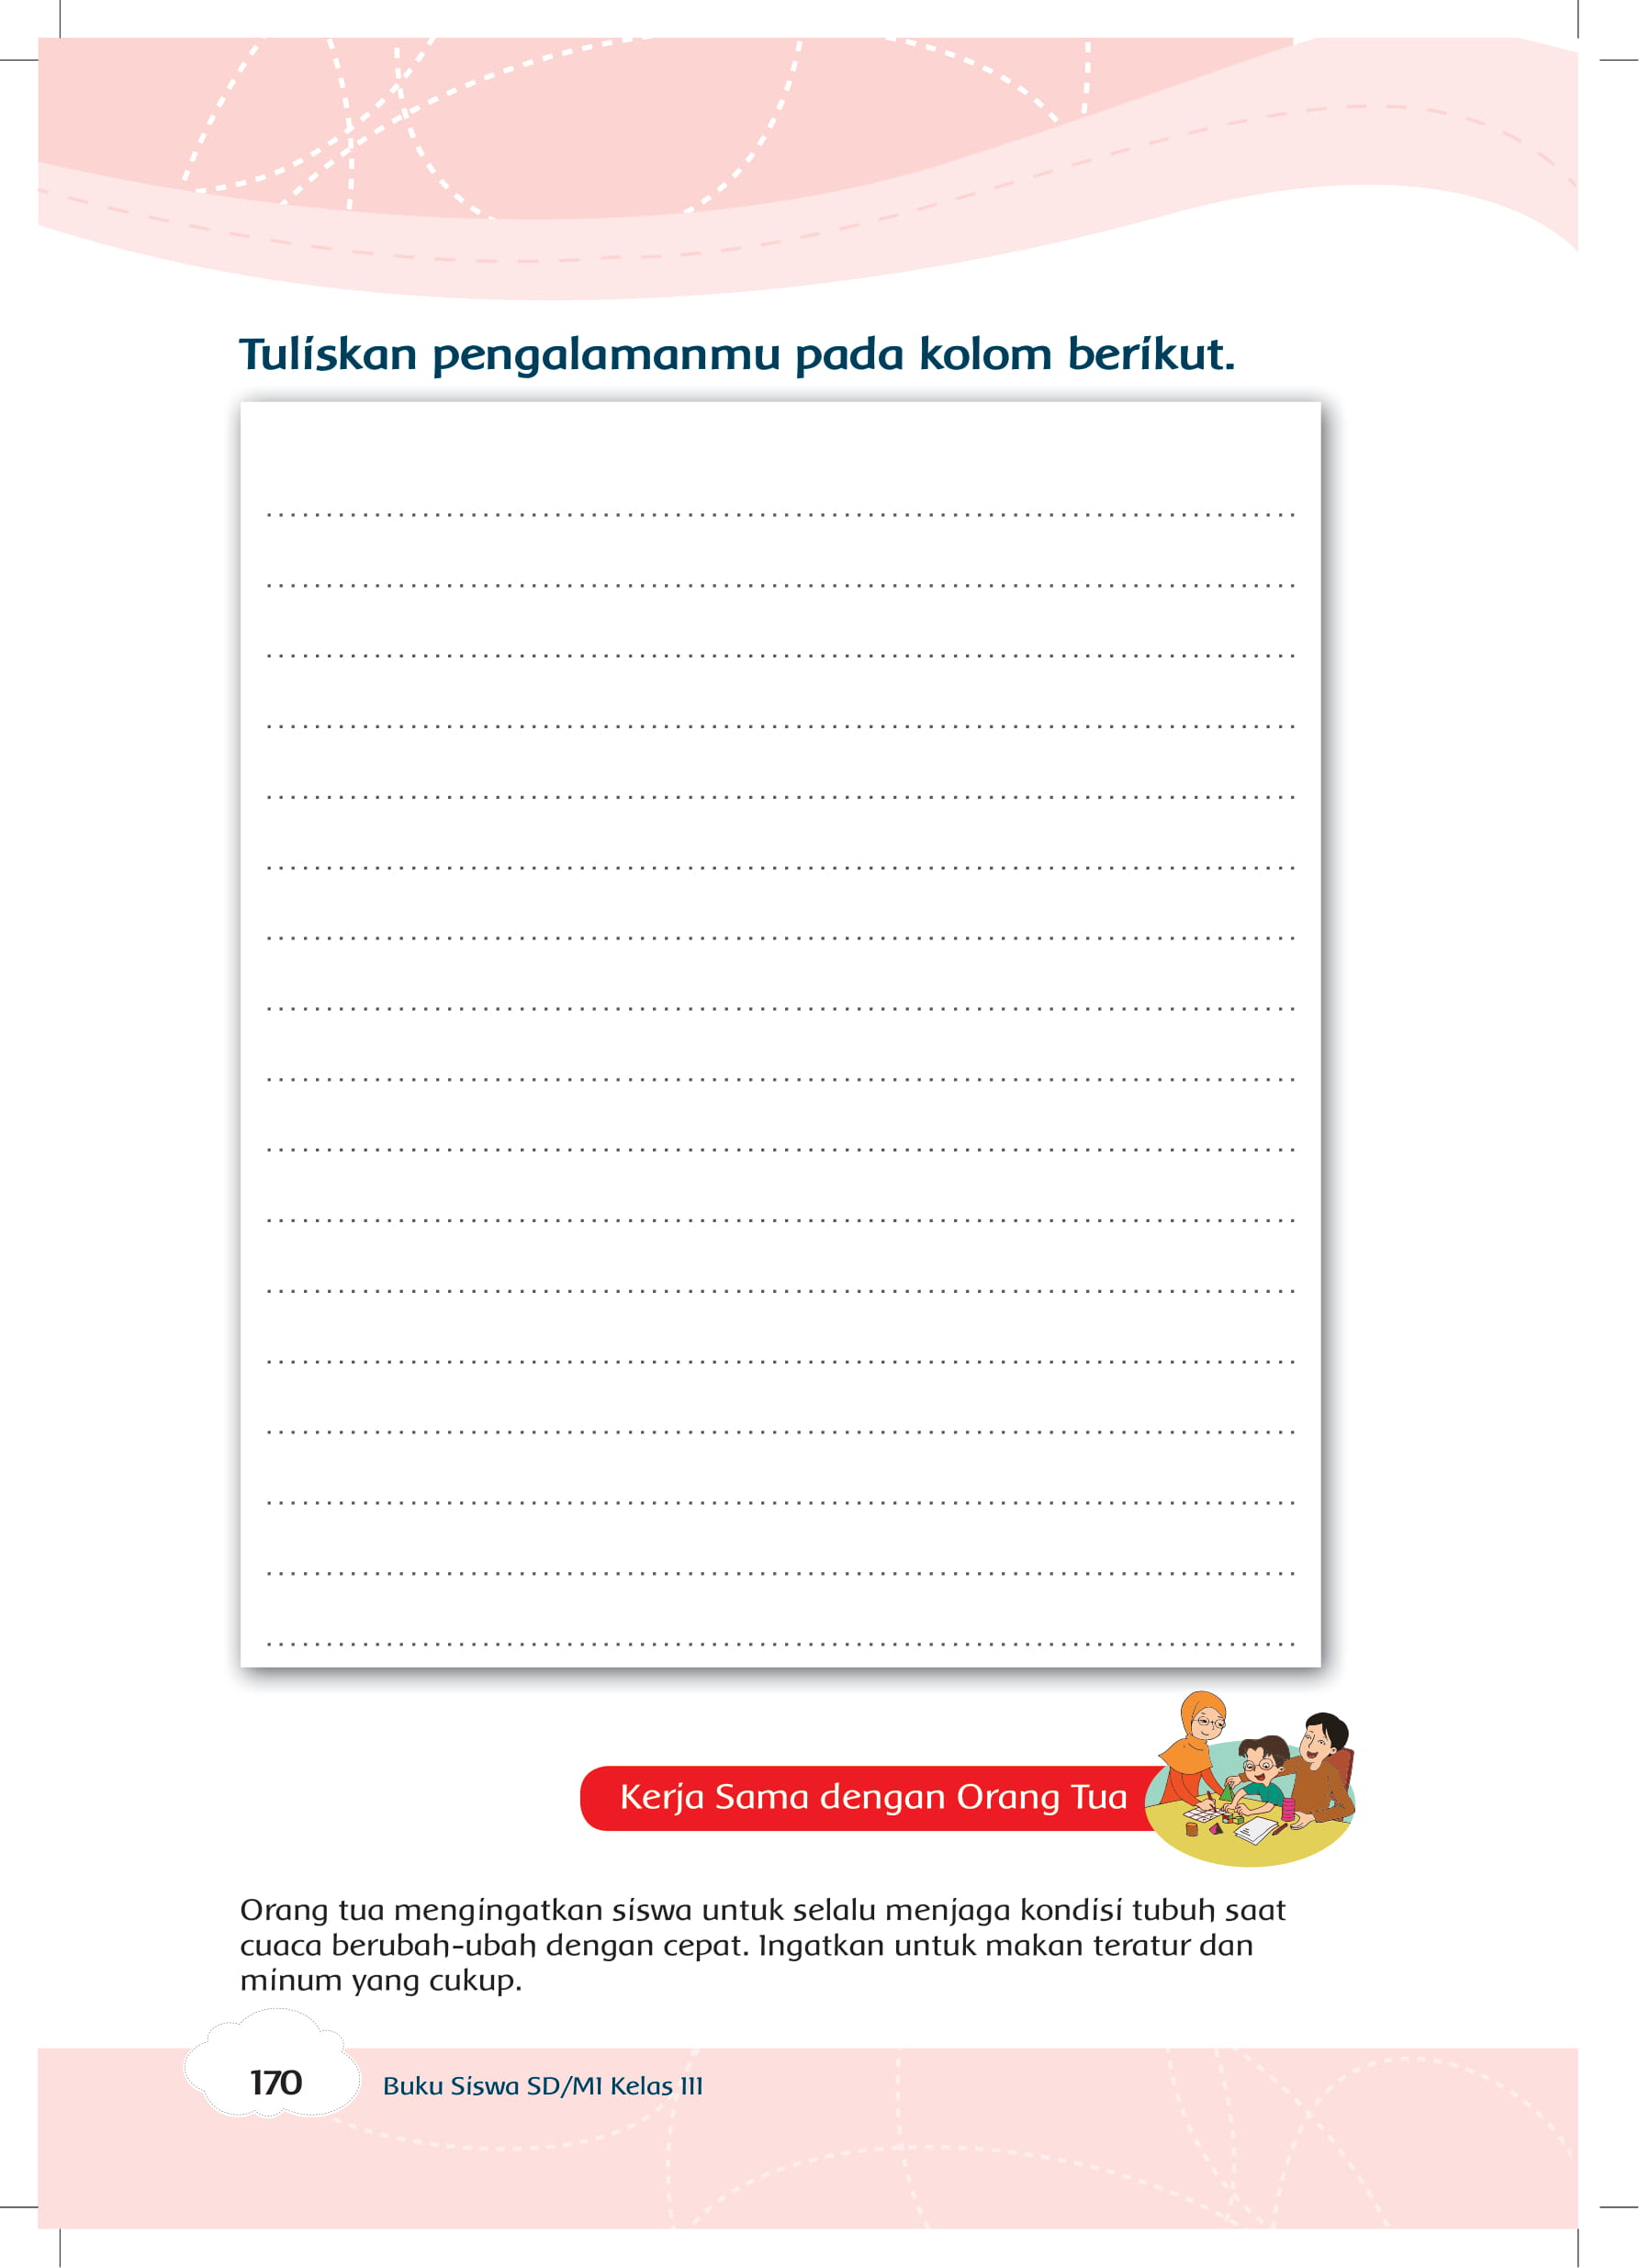 Tuliskan pengalamanmu pada kolom berikut.
Kerja Sama dengan Orang Tua
Orang tua mengingatkan siswa untuk selalu menjaga kondisi tubuh saat
cuaca berubah-ubah dengan cepat. Ingatkan untuk makan teratur dan
minum yang cukup.
170
Buku Siswa SD/MI Kelas III